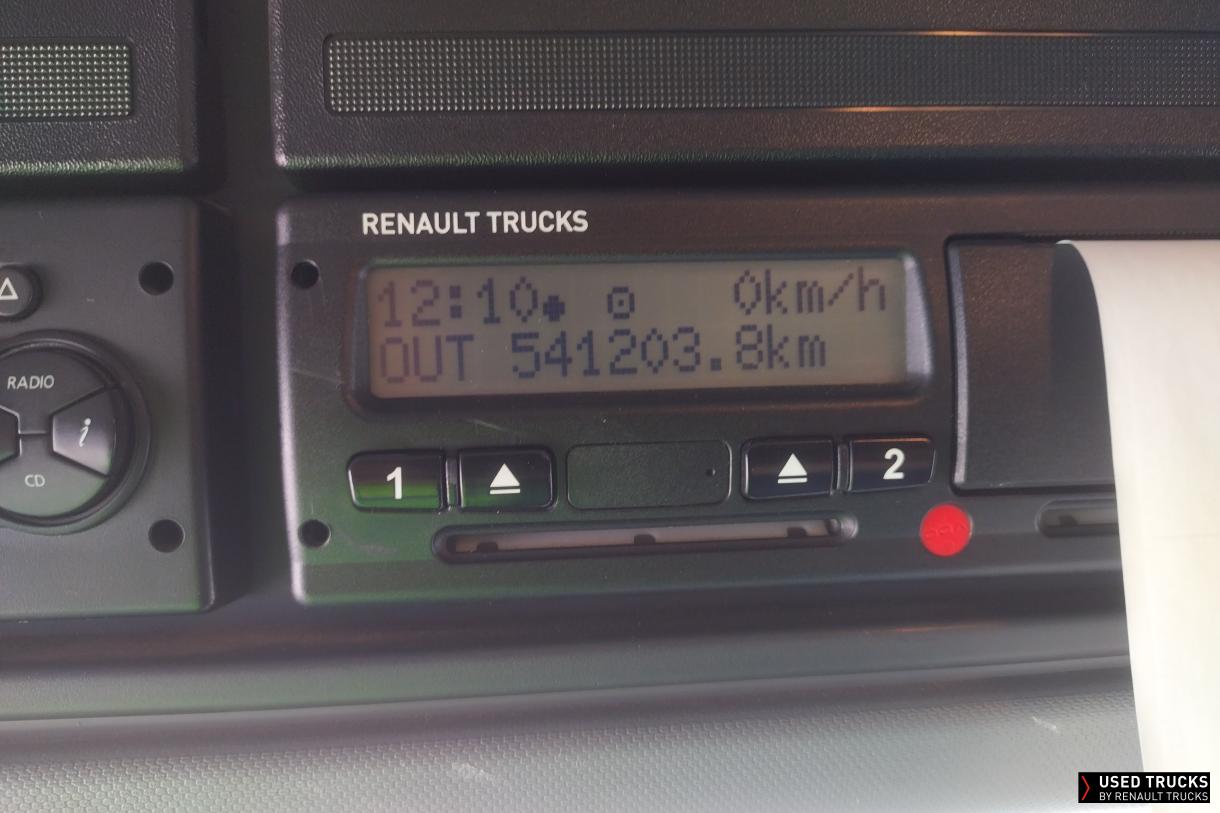 RENAULT TRUCKS
12:10 0km/h
OUT 541203.8km
RADIO
i
CD
1
2
USED TRUCKS
BY RENAULT TRUCKS